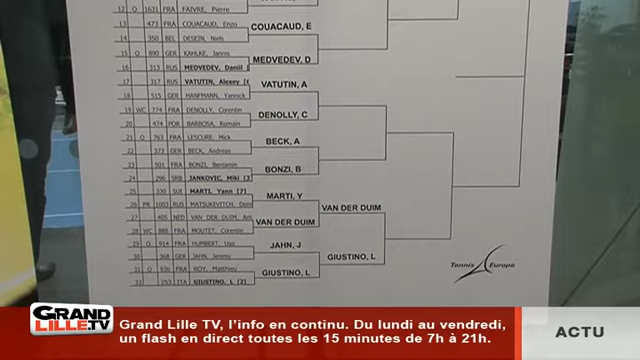 12 Q 1631 FRA FAIVRE, Pierre
13 473 FRA COUACAUD, Enzo
COUACAUD, E
14 350 BEL DESEIN, Niels
15 Q 890 GER KAHLKE, Jannis
MEDVEDEV, D
16 313 RUS MEDVEDEV, Daniil [
17 317 RUS VATUTIN, Alexey [6
VATUTIN, A
18 515 GER HANFMANN, Yannick
19 WC 774 FRA DENOLLY, Corentin
DENOLLY, C
20 474 POR BARBOSA, Romain
21 Q 763 FRA LESCURE, Mick
BECK, A
22 373 GER BECK, Andreas
23 501 FRA BONZI, Benjamin
BONZI, B
24 296 SRB JANKOVIC, Miki [3
25 330 SUI MARTI, Yann [7]
MARTI, Y
26 PR 1003 RUS MATSUKEVITCH, Deni
VAN DER DUIM
27 405 NED VAN DER DUIM, Ant
VAN DER DUIM
28 WC 888 FRA MOUTET, Corentin
29 Q 914 FRA HUMBERT, Ugo
JAHN, J
30 368 GER JAHN, Jeremy
GIUSTINO, L
31 Q 936 FRA ROY, Matthieu
GIUSTINO, L
32 253 ITA GIUSTINO, L [2]
Tennis Europe
GRAND LILLE.TV
Grand Lille TV, l'info en continu. Du lundi au vendredi,
un flash en direct toutes les 15 minutes de 7h à 21h.
ACTU